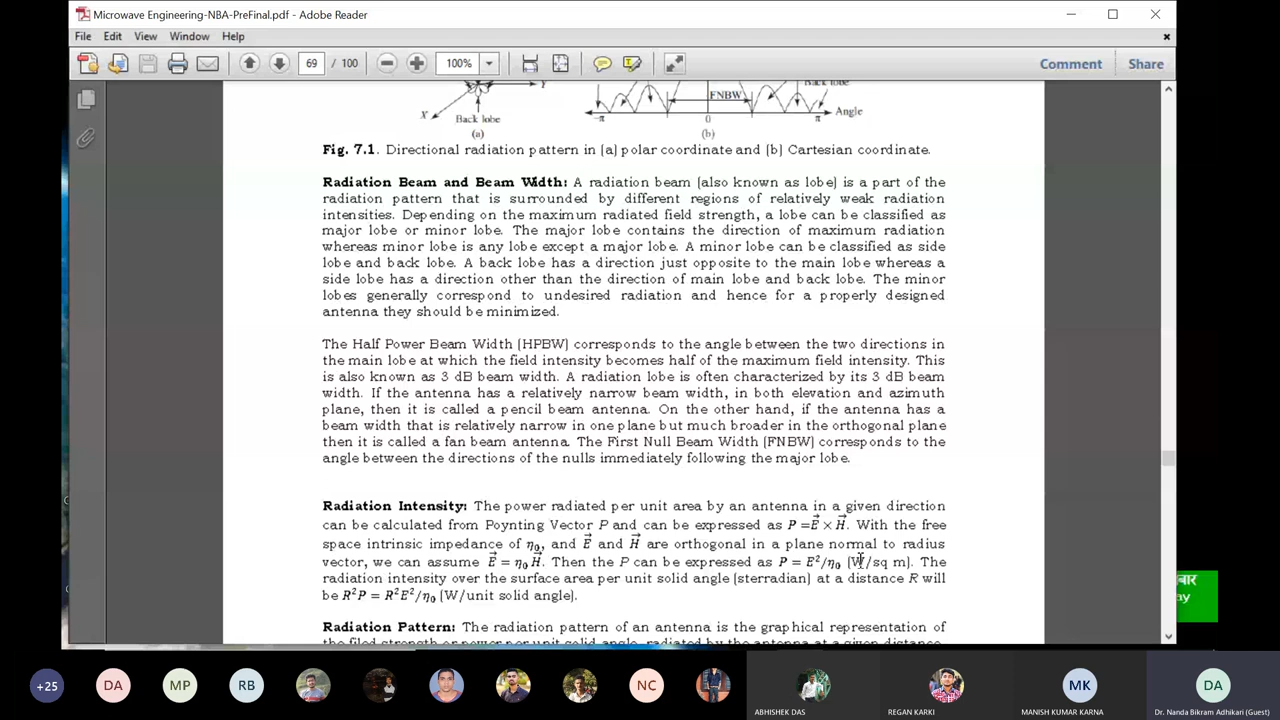 Microwave Engineering-NBA-PreFinal.pdf - Adobe Reader
File Edit View Window Help
69 / 100 100% Comment Share
Back lobe
FNBW
Y
X
Angle
Back lobe
-π 0 π
(a) (b)
Fig. 7.1. Directional radiation pattern in (a) polar coordinate and (b) Cartesian coordinate.
Radiation Beam and Beam Width: A radiation beam (also known as lobe) is a part of the
radiation pattern that is surrounded by different regions of relatively weak radiation
intensities. Depending on the maximum radiated field strength, a lobe can be classified as
major lobe or minor lobe. The major lobe contains the direction of maximum radiation
whereas minor lobe is any lobe except a major lobe. A minor lobe can be classified as side
lobe and back lobe. A back lobe has a direction just opposite to the main lobe whereas a
side lobe has a direction other than the direction of main lobe and back lobe. The minor
lobes generally correspond to undesired radiation and hence for a properly designed
antenna they should be minimized.
The Half Power Beam Width (HPBW) corresponds to the angle between the two directions in
the main lobe at which the field intensity becomes half of the maximum field intensity. This
is also known as 3 dB beam width. A radiation lobe is often characterized by its 3 dB beam
width. If the antenna has a relatively narrow beam width, in both elevation and azimuth
plane, then it is called a pencil beam antenna. On the other hand, if the antenna has a
beam width that is relatively narrow in one plane but much broader in the orthogonal plane
then it is called a fan beam antenna. The First Null Beam Width (FNBW) corresponds to the
angle between the directions of the nulls immediately following the major lobe.
Radiation Intensity: The power radiated per unit area by an antenna in a given direction
can be calculated from Poynting Vector P and can be expressed as P =E⃗ × H⃗. With the free
space intrinsic impedance of η₀, and E⃗ and H⃗ are orthogonal in a plane normal to radius
vector, we can assume E⃗ = η₀ H⃗. Then the P can be expressed as P = E²/η₀ (W/sq m). The
radiation intensity over the surface area per unit solid angle (sterradian) at a distance R will
be R²P = R²E²/η₀ (W/unit solid angle).
Radiation Pattern: The radiation pattern of an antenna is the graphical representation of
the filed strength or power per unit solid angle, radiated by the antenna at a given distance.
बार
ay
+25 DA MP RB NC MK DA
ABHISHEK DAS REGAN KARKI MANISH KUMAR KARNA Dr. Nanda Bikram Adhikari (Guest)